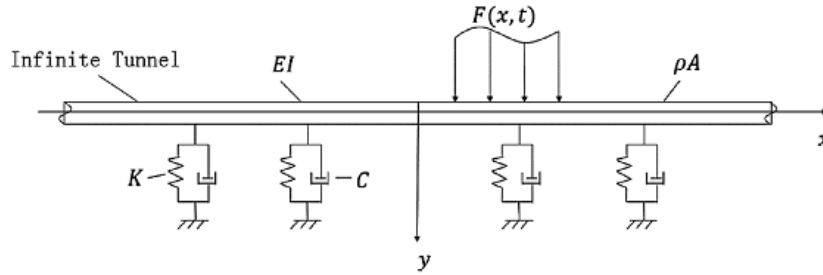 F(x,t)
Infinite Tunnel
EI
ρA
x
K
C
y